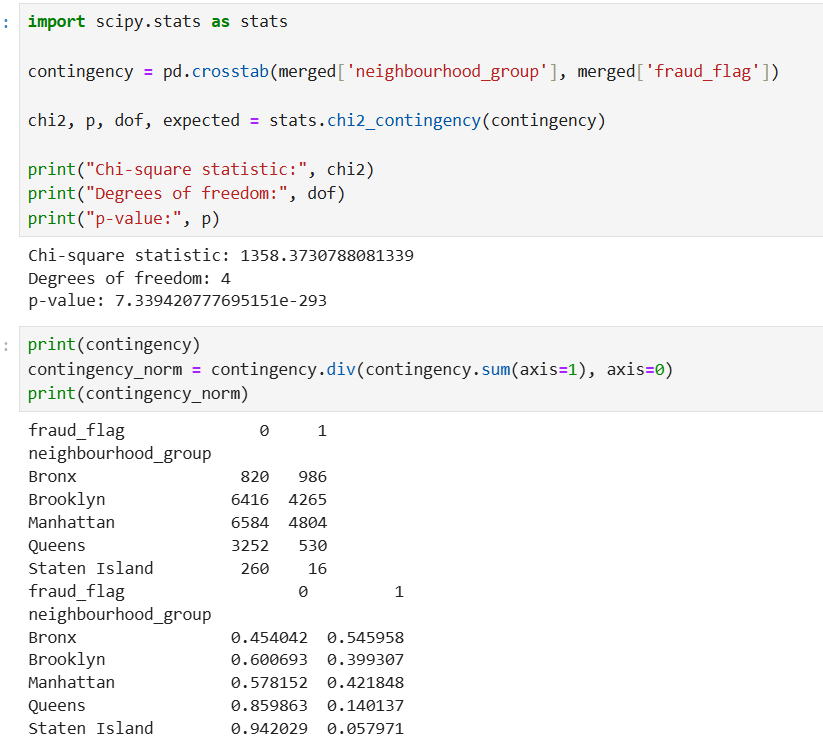 :
import scipy.stats as stats
contingency = pd.crosstab(merged['neighbourhood_group'], merged['fraud_flag'])
chi2, p, dof, expected = stats.chi2_contingency(contingency)
print("Chi-square statistic:", chi2)
print("Degrees of freedom:", dof)
print("p-value:", p)
Chi-square statistic: 1358.3730788081339
Degrees of freedom: 4
p-value: 7.339420777695151e-293
:
print(contingency)
contingency_norm = contingency.div(contingency.sum(axis=1), axis=0)
print(contingency_norm)
fraud_flag 0 1
neighbourhood_group
Bronx 820 986
Brooklyn 6416 4265
Manhattan 6584 4804
Queens 3252 530
Staten Island 260 16
fraud_flag 0 1
neighbourhood_group
Bronx 0.454042 0.545958
Brooklyn 0.600693 0.399307
Manhattan 0.578152 0.421848
Queens 0.859863 0.140137
Staten Island 0.942029 0.057971